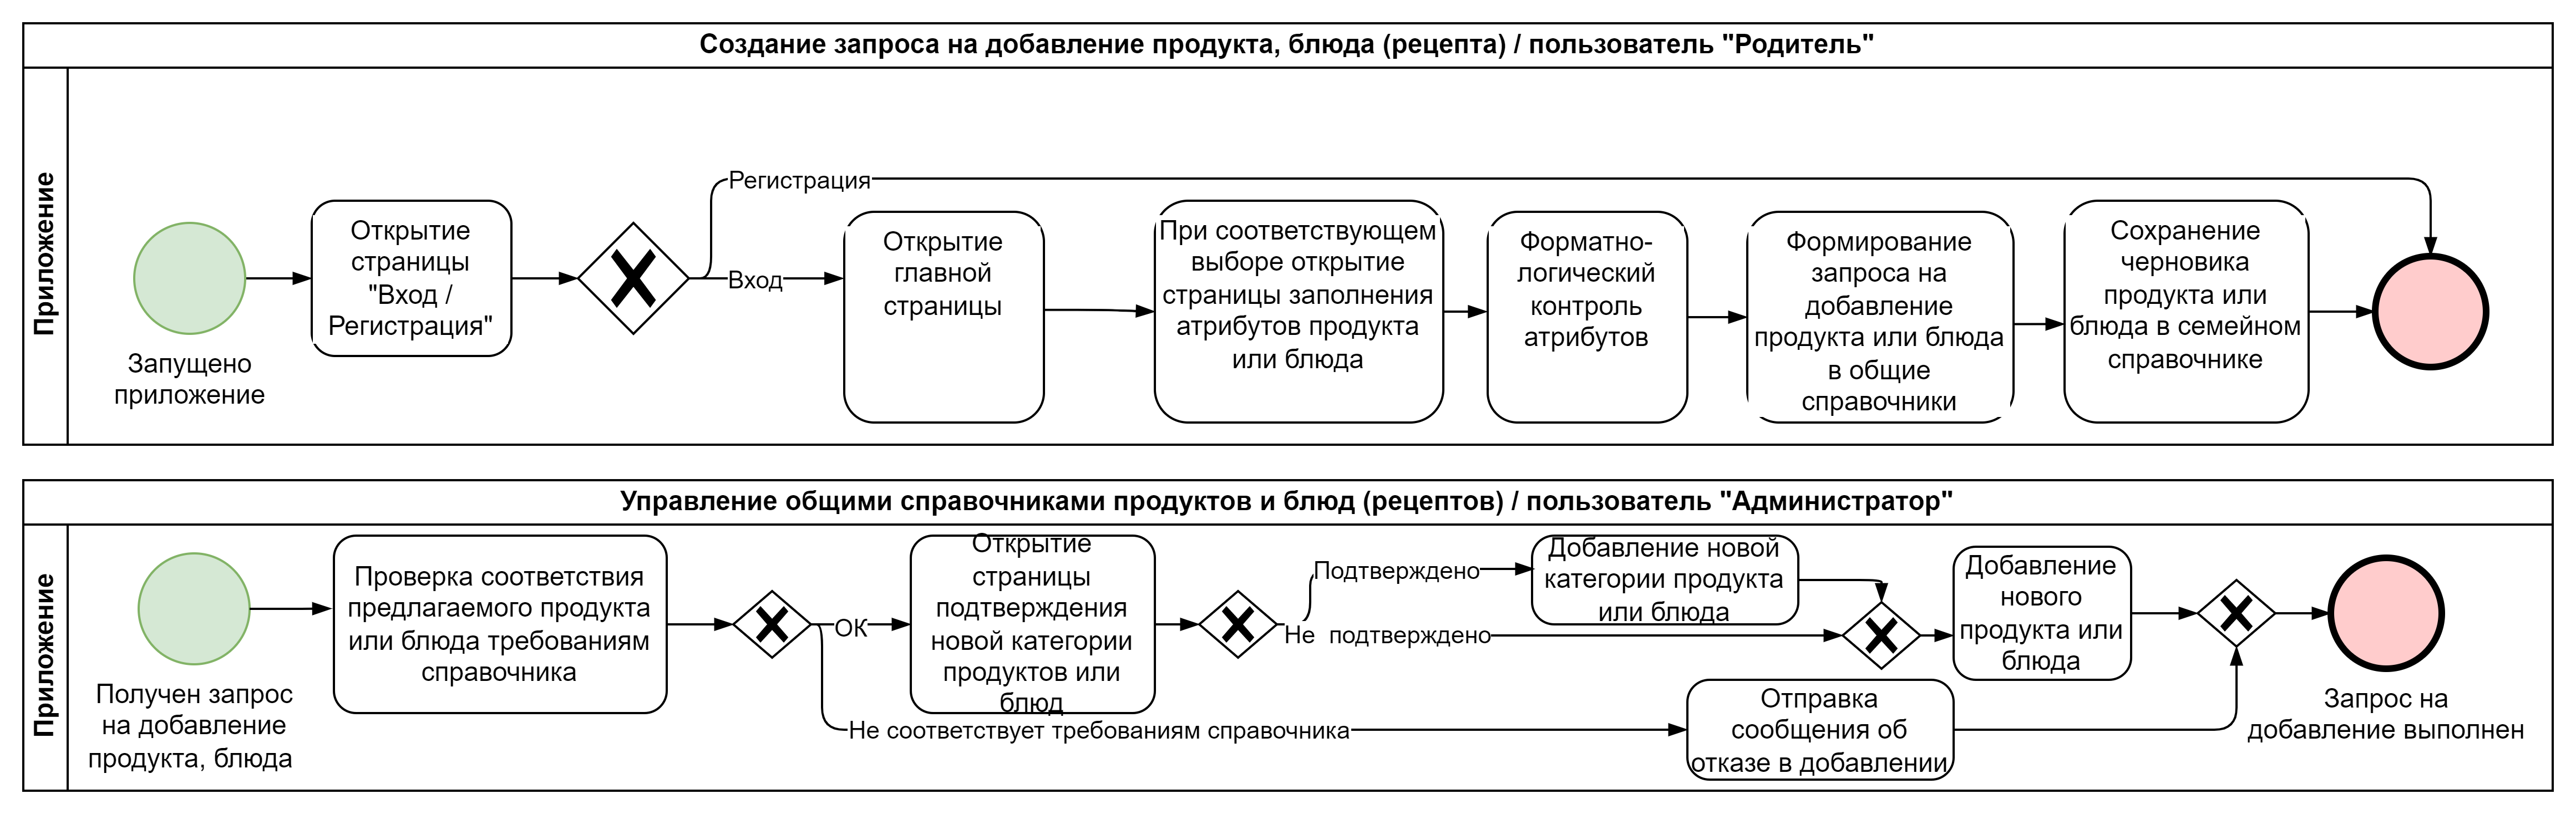 Создание запроса на добавление продукта, блюда (рецепта) / пользователь "Родитель"
Приложение
Запущено
приложение
Открытие
страницы
"Вход /
Регистрация"
Регистрация
Вход
Открытие
главной
страницы
При соответствующем
выборе открытие
страницы заполнения
атрибутов продукта
или блюда
Форматно-
логический
контроль
атрибутов
Формирование
запроса на
добавление
продукта или блюда
в общие
справочники
Сохранение
черновика
продукта или
блюда в семейном
справочнике
Управление общими справочниками продуктов и блюд (рецептов) / пользователь "Администратор"
Приложение
Получен запрос
на добавление
продукта, блюда
Проверка соответствия
предлагаемого продукта
или блюда требованиям
справочника
ОК
Не соответствует требованиям справочника
Открытие
страницы
подтверждения
новой категории
продуктов или
блюд
Подтверждено
Не подтверждено
Добавление новой
категории продукта
или блюда
Отправка
сообщения об
отказе в добавлении
Добавление
нового
продукта или
блюда
Запрос на
добавление выполнен